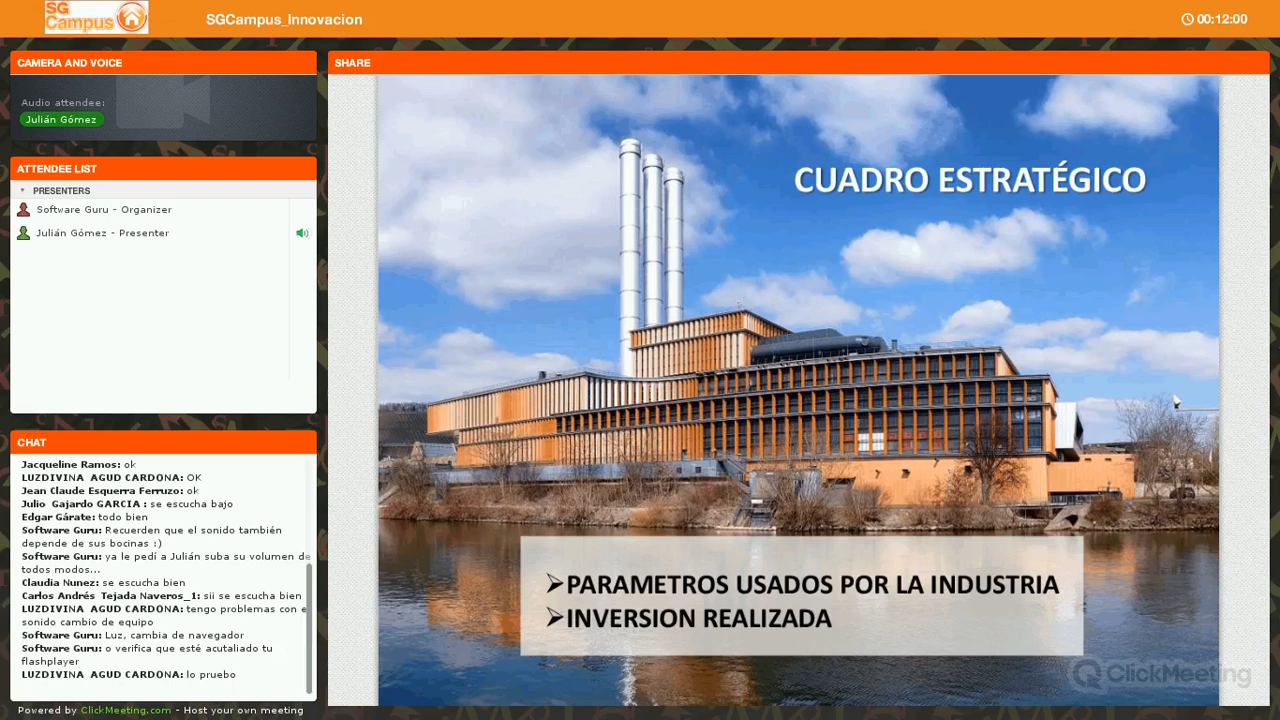 SG
Campus
SGCampus_Innovacion
00:12:00
CAMERA AND VOICE
Audio attendee:
Julián Gómez
ATTENDEE LIST
PRESENTERS
Software Guru - Organizer
Julián Gómez - Presenter
CHAT
Jacqueline Ramos: ok
LUZDIVINA AGUD CARDONA: OK
Jean Claude Esquerra Ferruzo: ok
Julio Gajardo GARCIA : se escucha bajo
Edgar Gárate: todo bien
Software Guru: Recuerden que el sonido también
depende de sus bocinas :)
Software Guru: ya le pedí a Julián suba su volumen de
todos modos...
Claudia Nunez: se escucha bien
Carlos Andrés Tejada Naveros_1: sii se escucha bien
LUZDIVINA AGUD CARDONA: tengo problemas con e
sonido cambio de equipo
Software Guru: Luz, cambia de navegador
Software Guru: o verifica que esté acutaliado tu
flashplayer
LUZDIVINA AGUD CARDONA: lo pruebo
Powered by ClickMeeting.com - Host your own meeting
SHARE
CUADRO ESTRATÉGICO
➢PARAMETROS USADOS POR LA INDUSTRIA
➢INVERSION REALIZADA
ClickMeeting